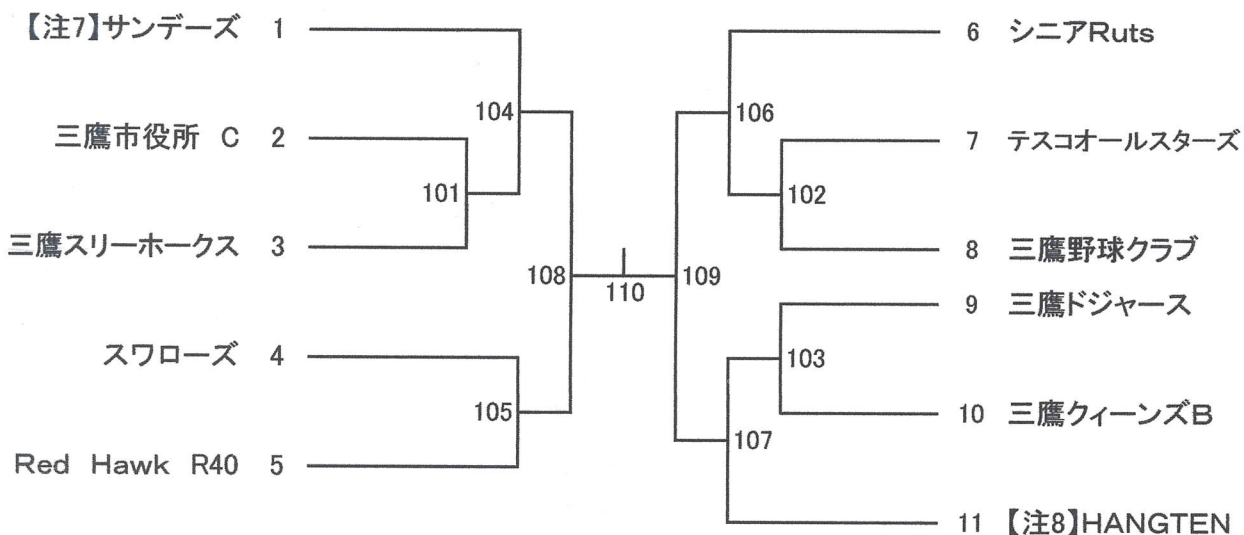 【注7】サンデーズ 1
三鷹市役所 C 2
三鷹スリーホークス 3
スワローズ 4
Red Hawk R40 5
104
101
108
105
110
109
106
102
103
107
6 シニアRuts
7 テスコオールスターズ
8 三鷹野球クラブ
9 三鷹ドジャース
10 三鷹クィーンズB
11 【注8】HANGTEN